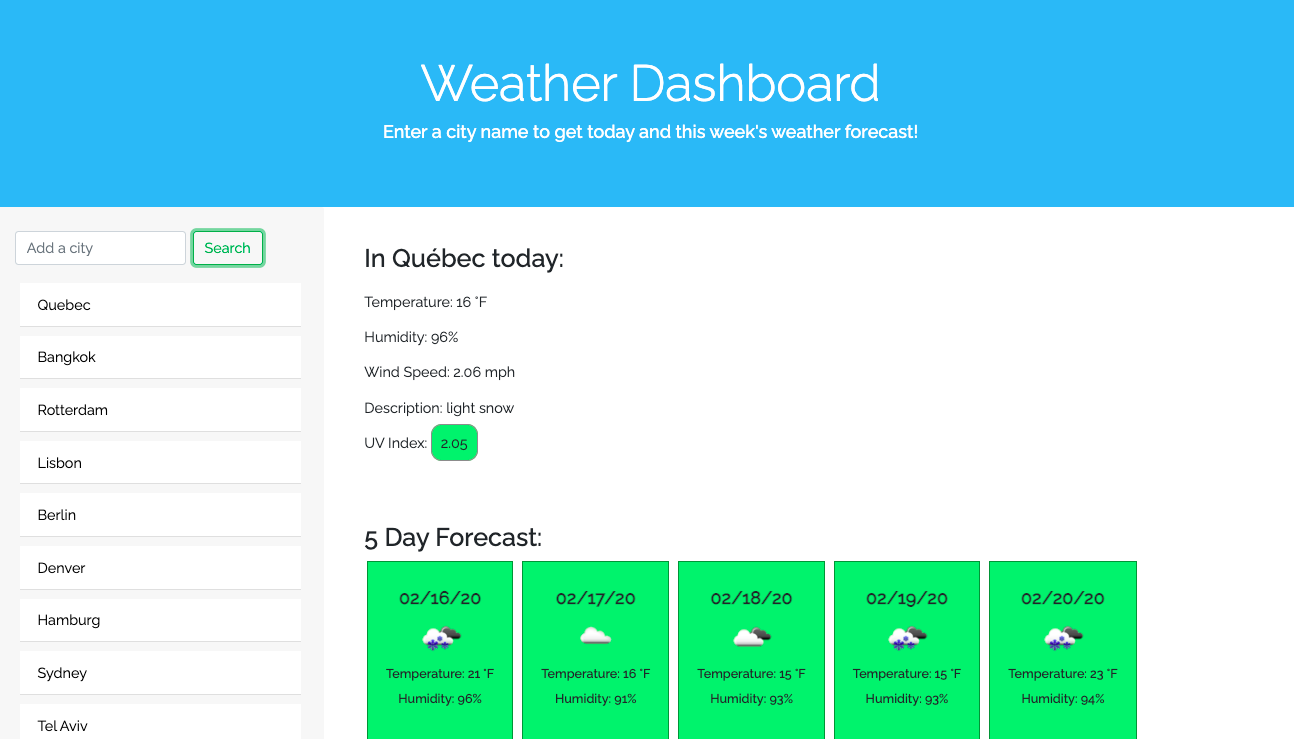 Weather Dashboard
Enter a city name to get today and this week's weather forecast!
Add a city
Search
Quebec
Bangkok
Rotterdam
Lisbon
Berlin
Denver
Hamburg
Sydney
Tel Aviv
In Québec today:
Temperature: 16 °F
Humidity: 96%
Wind Speed: 2.06 mph
Description: light snow
UV Index: 2.05
5 Day Forecast:
02/16/20
Temperature: 21 °F
Humidity: 96%
02/17/20
Temperature: 16 °F
Humidity: 91%
02/18/20
Temperature: 15 °F
Humidity: 93%
02/19/20
Temperature: 15 °F
Humidity: 93%
02/20/20
Temperature: 23 °F
Humidity: 94%